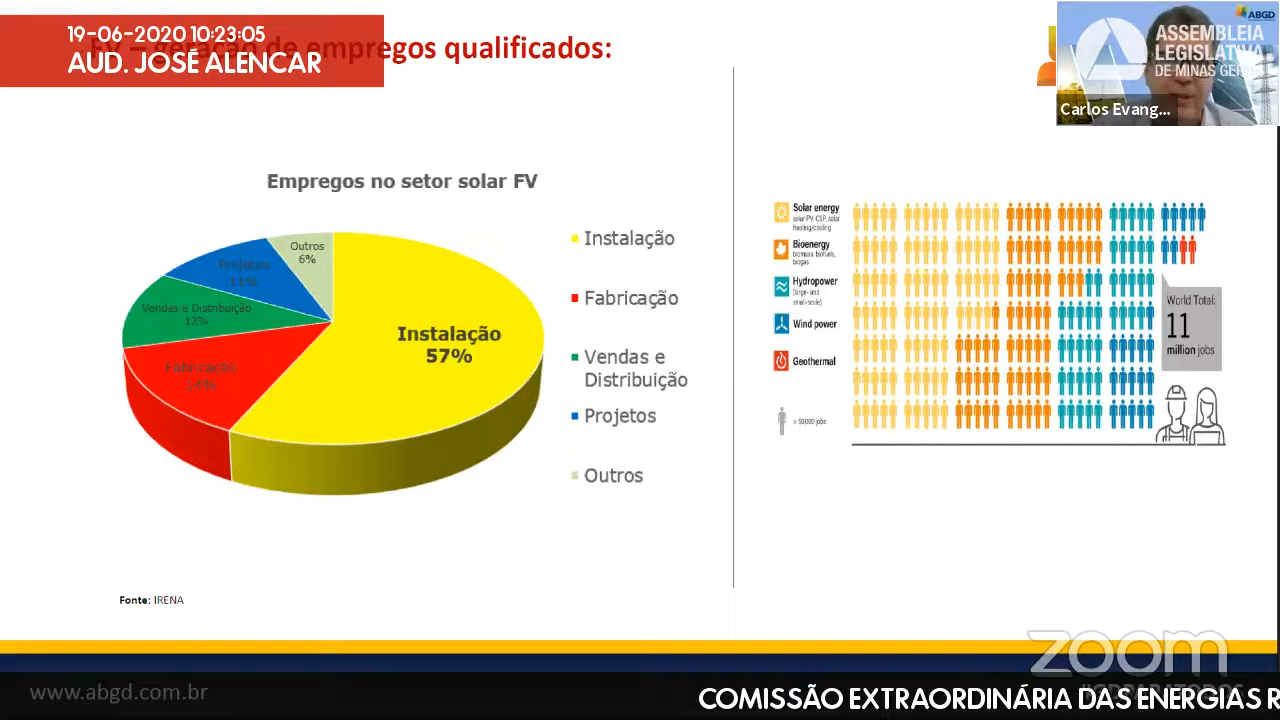 19-06-2020 10:23:05
AUD. JOSÉ ALENCAR
FV – geração de empregos qualificados:
ABGD
ASSEMBLEIA
LEGISLATIVA
DE MINAS GERAIS
Carlos Evang...
Empregos no setor solar FV
Outros
6%
Projetos
11%
Vendas e Distribuição
12%
Fabricação
14%
Instalação
57%
Instalação
Fabricação
Vendas e
Distribuição
Projetos
Outros
Solar energy
solar PV, CSP, solar
heating/cooling
Bioenergy
biomass, biofuels,
biogas
Hydropower
(large- and
small-scale)
Wind power
Geothermal
= 50000 jobs
World Total:
11
million jobs
Fonte: IRENA
zoom
www.abgd.com.br
#GDPARATODOS
COMISSÃO EXTRAORDINÁRIA DAS ENERGIAS R